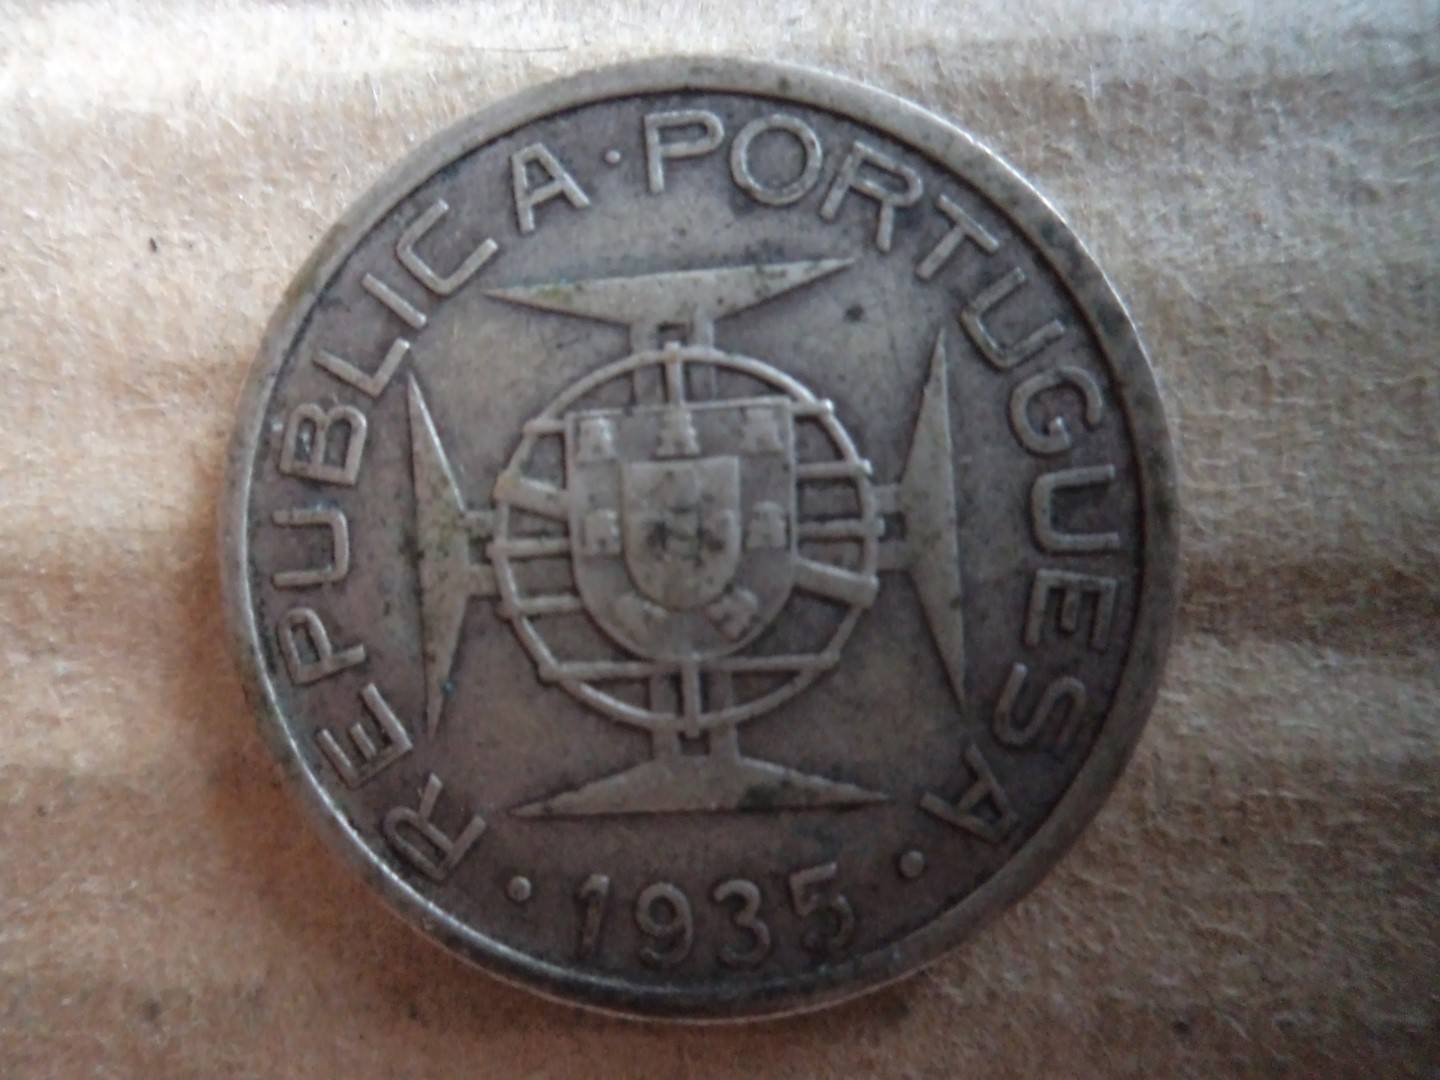 REPUBLICA · PORTUGUESA
· 1935 ·